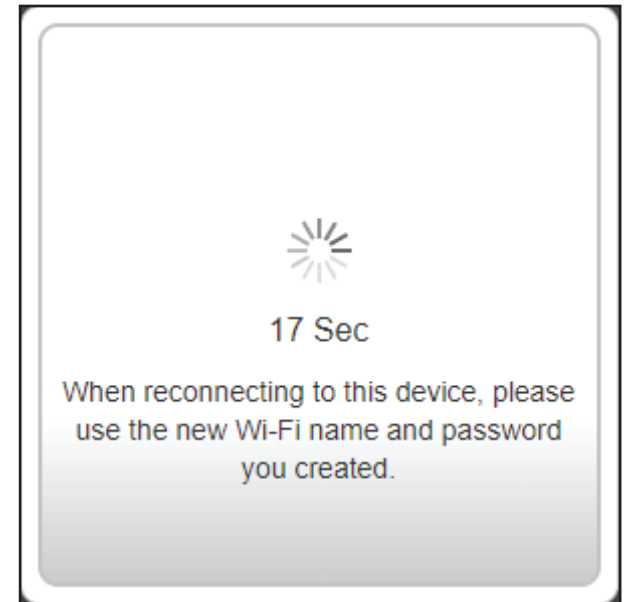 17 Sec
When reconnecting to this device, please
use the new Wi-Fi name and password
you created.